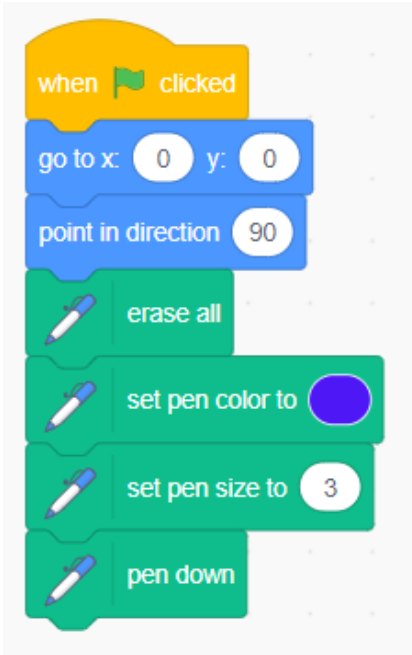 when clicked
go to x: 0 y: 0
point in direction 90
erase all
set pen color to
set pen size to 3
pen down